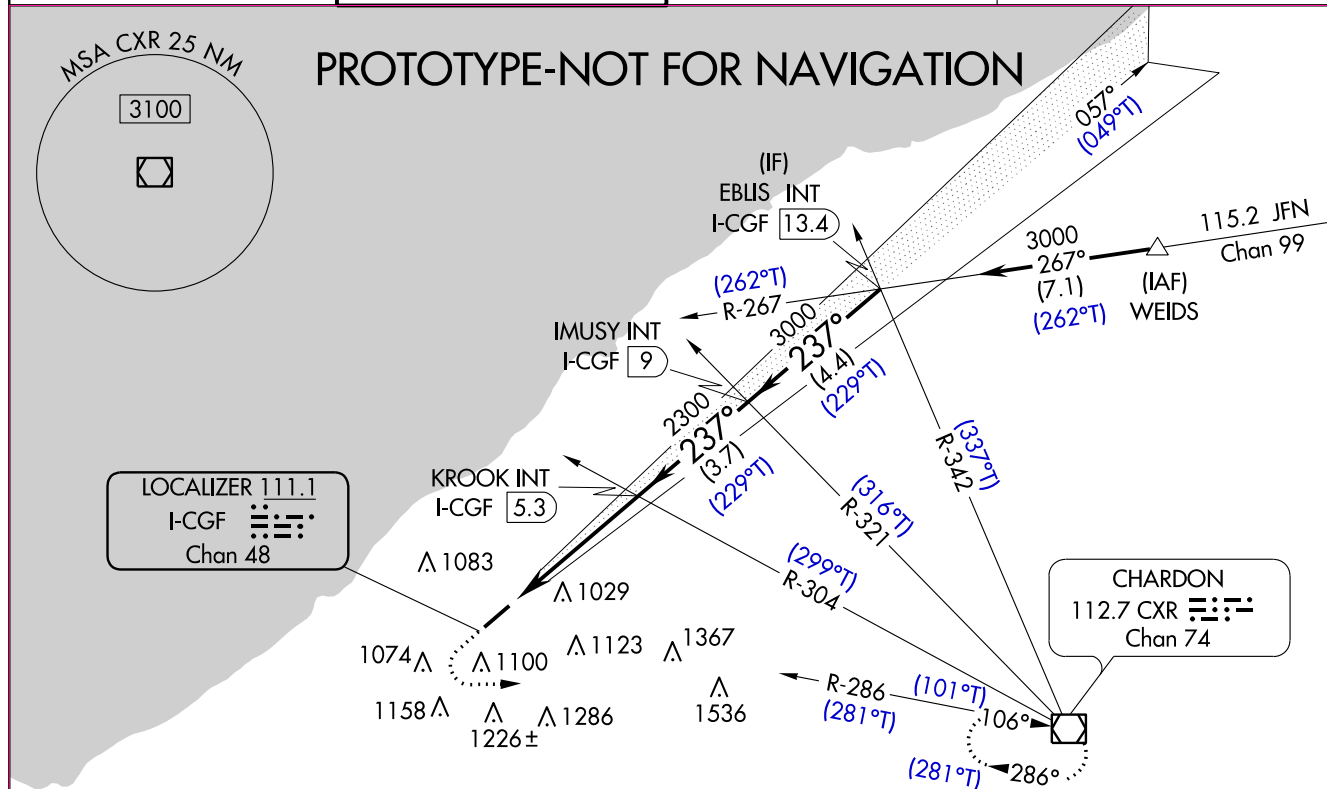 MSA CXR 25 NM
3100
PROTOTYPE-NOT FOR NAVIGATION
057°
(049°T)
(IF)
EBLIS INT
I-CGF 13.4
3000
267°
(7.1)
(262°T)
115.2 JFN
Chan 99
(IAF)
WEIDS
(262°T)
R-267
IMUSY INT
I-CGF 9
3000
237°
(4.4)
(229°T)
2300
237°
(3.7)
(229°T)
KROOK INT
I-CGF 5.3
(337°T)
R-342
(316°T)
R-321
(299°T)
R-304
LOCALIZER 111.1
I-CGF
Chan 48
CHARDON
112.7 CXR
Chan 74
1083
1029
1074
1100
1123
1367
1158
1226±
1286
1536
R-286
(281°T)
(101°T)
106°
(281°T)
286°